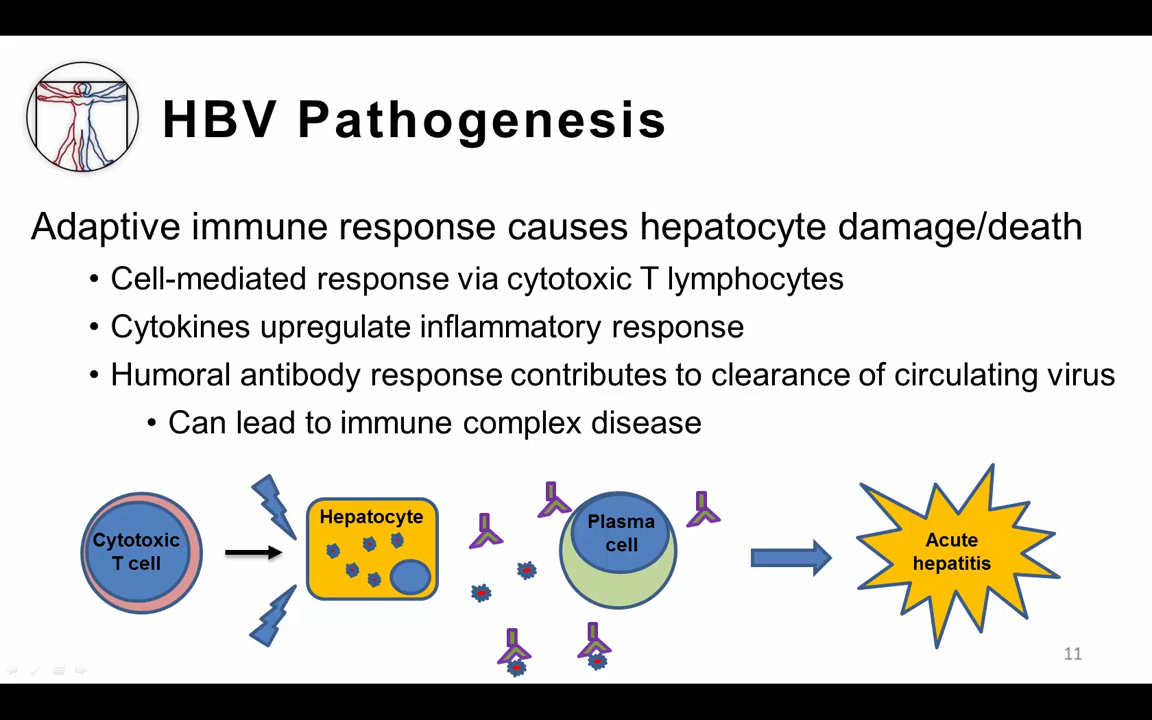 HBV Pathogenesis
Adaptive immune response causes hepatocyte damage/death
• Cell-mediated response via cytotoxic T lymphocytes
• Cytokines upregulate inflammatory response
• Humoral antibody response contributes to clearance of circulating virus
• Can lead to immune complex disease
Cytotoxic
T cell
Hepatocyte
Plasma
cell
Acute
hepatitis
11